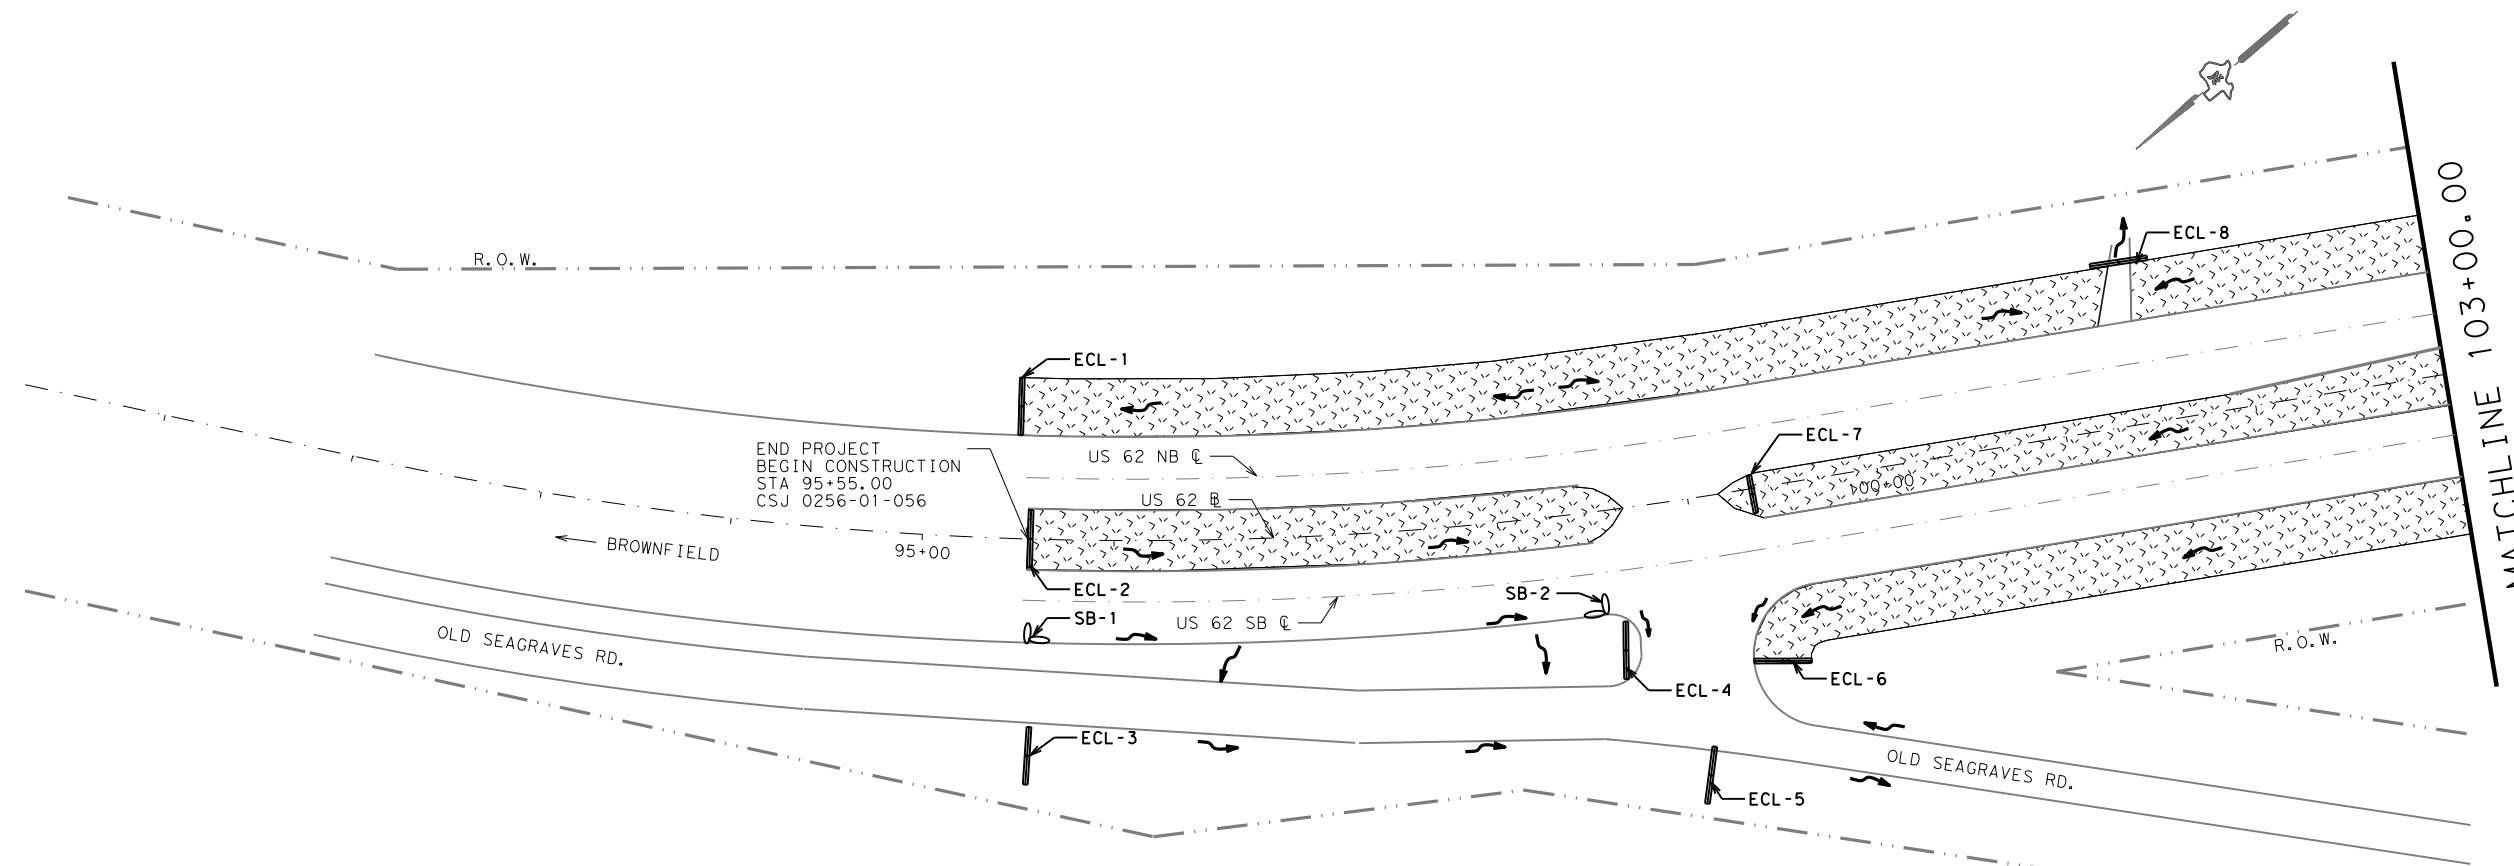 R.O.W.
ECL-8
ECL-1
END PROJECT
BEGIN CONSTRUCTION
STA 95+55.00
CSJ 0256-01-056
US 62 NB ℄
US 62 B
ECL-7
100+00
BROWNFIELD
95+00
ECL-2
SB-1
SB-2
US 62 SB ℄
OLD SEAGRAVES RD.
ECL-4
ECL-6
R.O.W.
ECL-3
ECL-5
OLD SEAGRAVES RD.
MATCHLINE 103+00.00